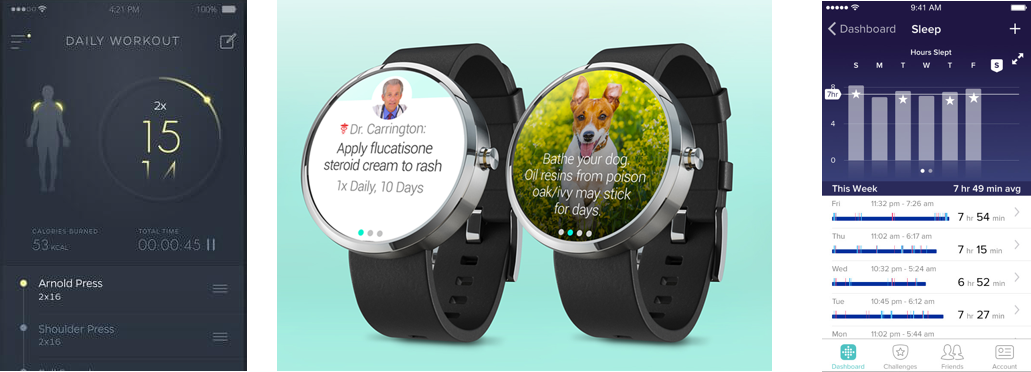 4:21 PM
100%
DAILY WORKOUT
2x
15
14
CALORIES BURNED
53 KCAL
TOTAL TIME
00:00:45
Arnold Press
2x16
Shoulder Press
2x16
Dr. Carrington:
Apply flucatisone
steroid cream to rash
1x Daily, 10 Days
Bathe your dog.
Oil resins from poison
oak/ivy may stick
for days.
9:41 AM
Dashboard
Sleep
Hours Slept
S M T W T F S
8
7hr
4
0
This Week
7 hr 49 min avg
Fri
11:32 pm - 7:26 am
7 hr 54 min
Thu
11:02 pm - 6:17 am
7 hr 15 min
Wed
10:32 pm - 5:24 am
6 hr 52 min
Tue
10:45 pm - 6:12 am
7 hr 27 min
Mon
11:02 pm - 5:44 am
Dashboard
Challenges
Friends
Account